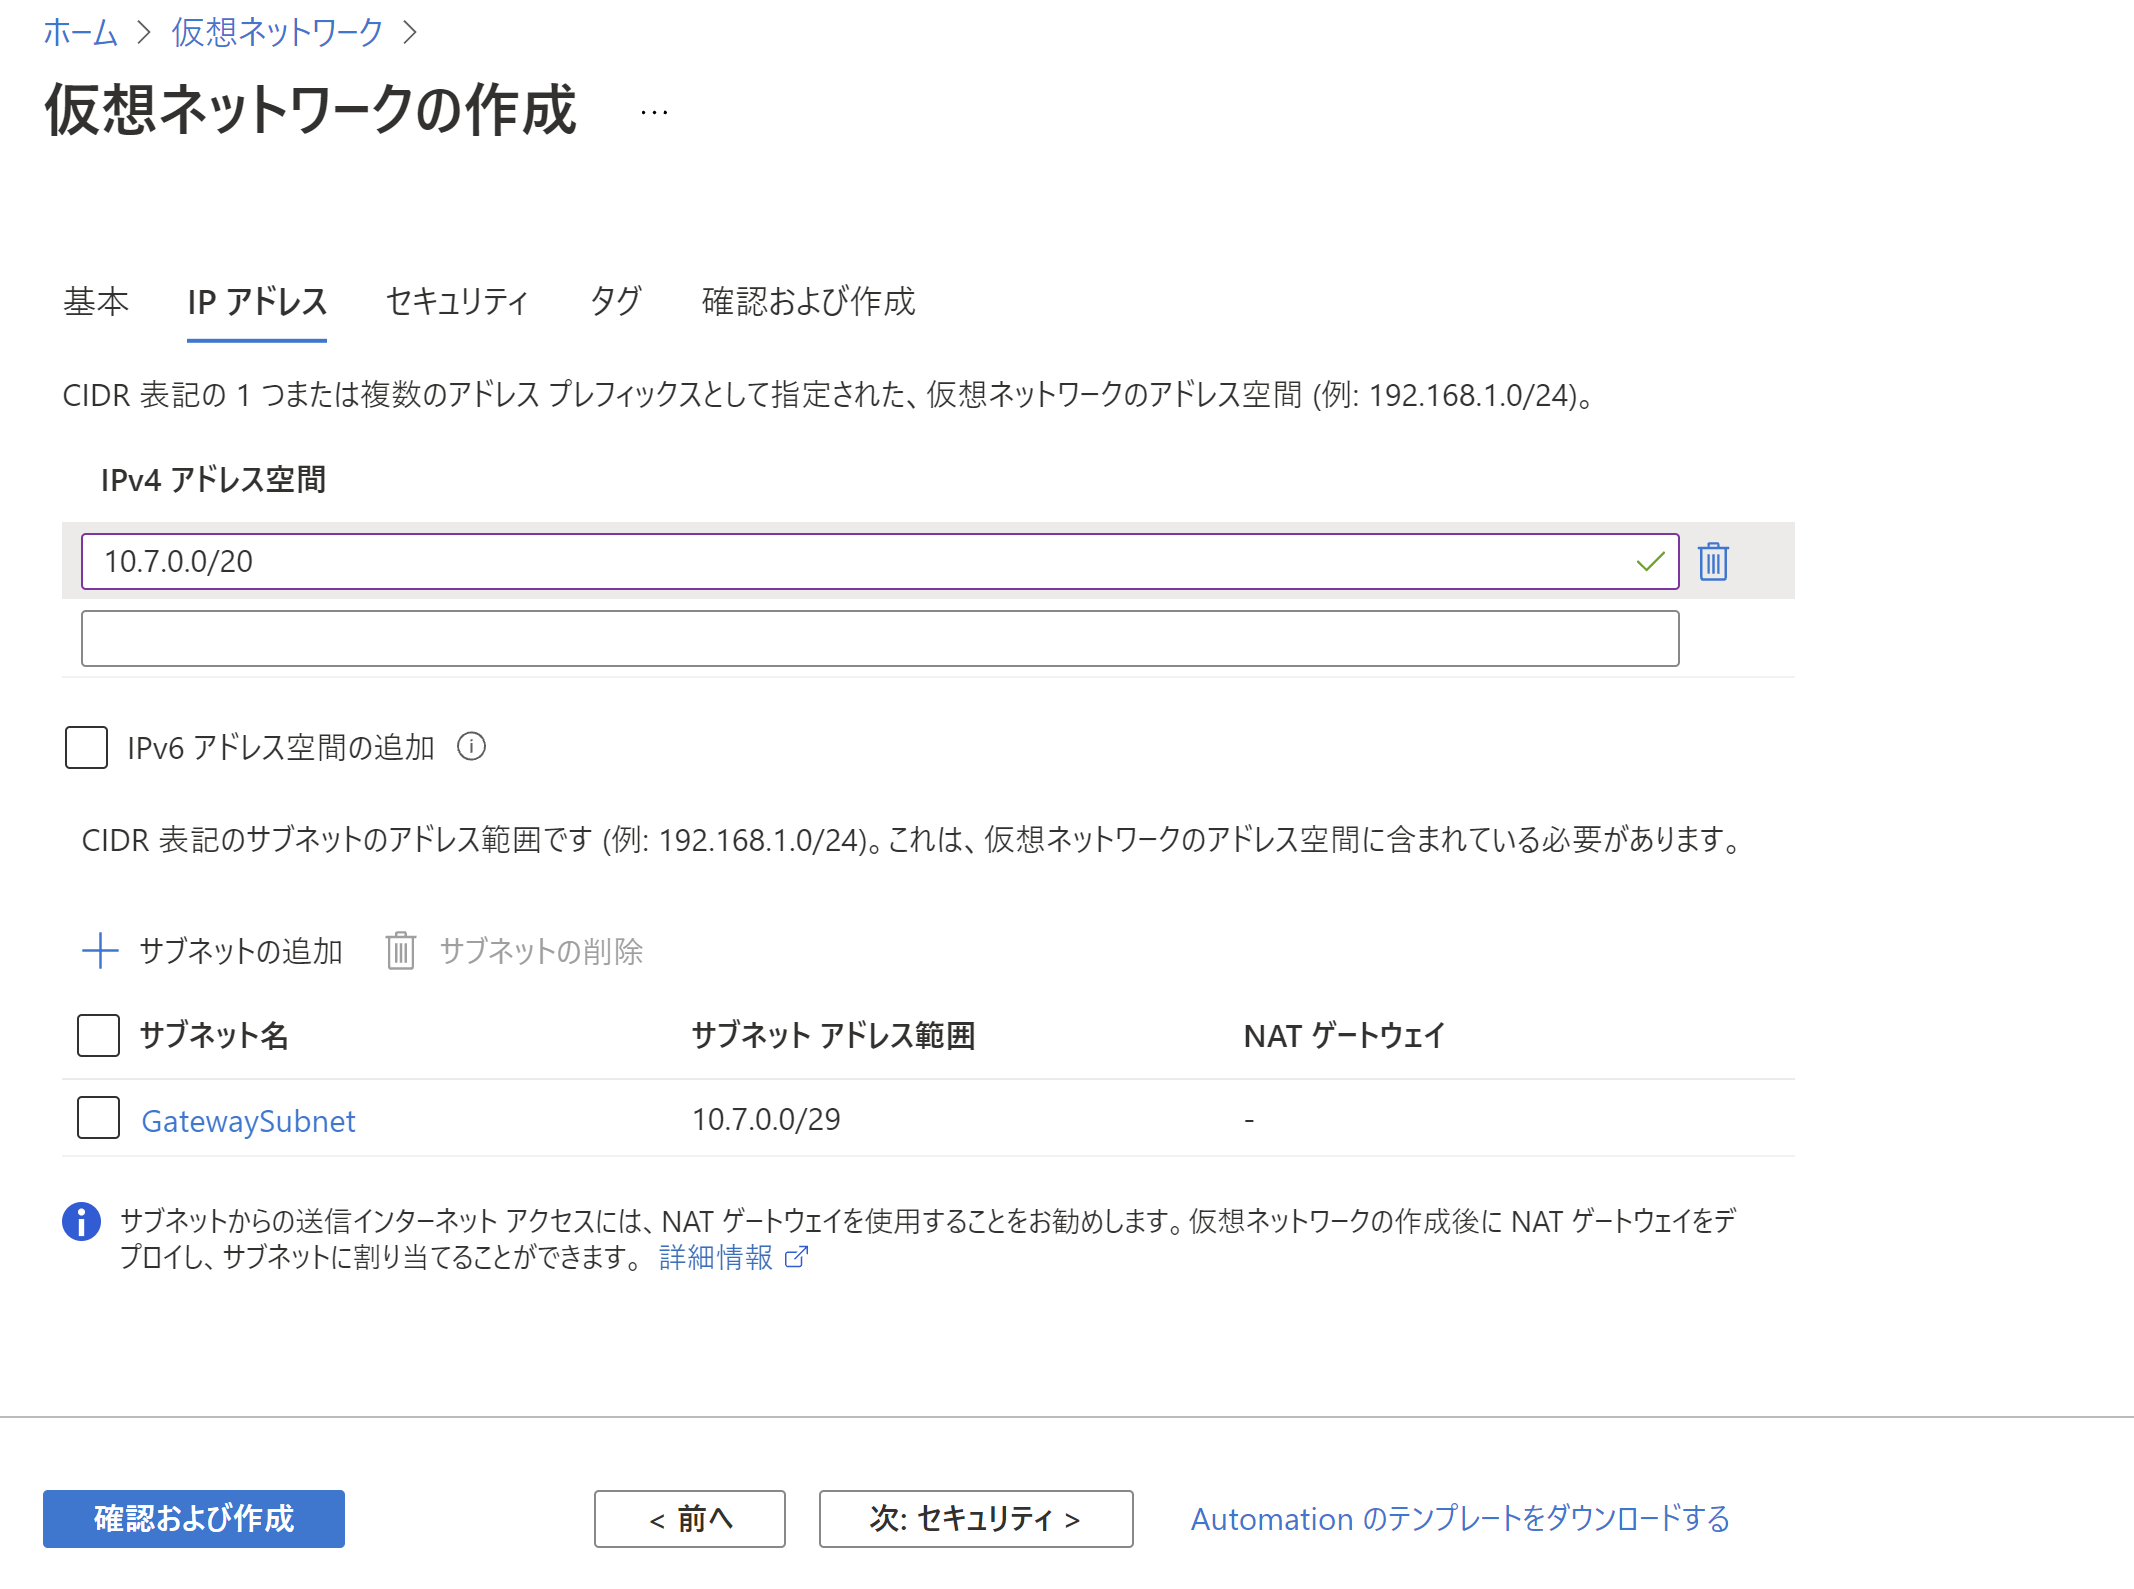 ホーム > 仮想ネットワーク >
仮想ネットワークの作成 …
基本 IP アドレス セキュリティ タグ 確認および作成
CIDR 表記の 1 つまたは複数のアドレス プレフィックスとして指定された、仮想ネットワークのアドレス空間 (例: 192.168.1.0/24)。
IPv4 アドレス空間
10.7.0.0/20
IPv6 アドレス空間の追加
CIDR 表記のサブネットのアドレス範囲です (例: 192.168.1.0/24)。これは、仮想ネットワークのアドレス空間に含まれている必要があります。
サブネットの追加 サブネットの削除
サブネット名 サブネット アドレス範囲 NAT ゲートウェイ
GatewaySubnet 10.7.0.0/29 -
サブネットからの送信インターネット アクセスには、NAT ゲートウェイを使用することをお勧めします。仮想ネットワークの作成後に NAT ゲートウェイをデ
プロイし、サブネットに割り当てることができます。 詳細情報
確認および作成 < 前へ 次: セキュリティ > Automation のテンプレートをダウンロードする